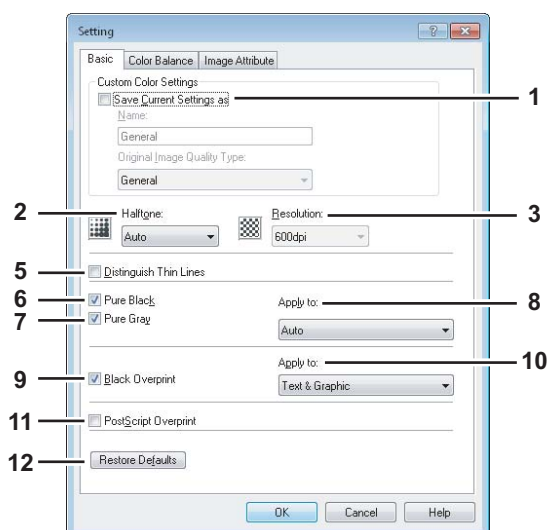 Setting
Basic Color Balance Image Attribute
Custom Color Settings
Save Current Settings as 1
Name:
General
Original Image Quality Type:
General
2 Halftone: Resolution: 3
Auto 600dpi
5 Distinguish Thin Lines
6 Pure Black Apply to: 8
7 Pure Gray
Auto
Apply to: 10
9 Black Overprint Text & Graphic
11 PostScript Overprint
12 Restore Defaults
OK Cancel Help